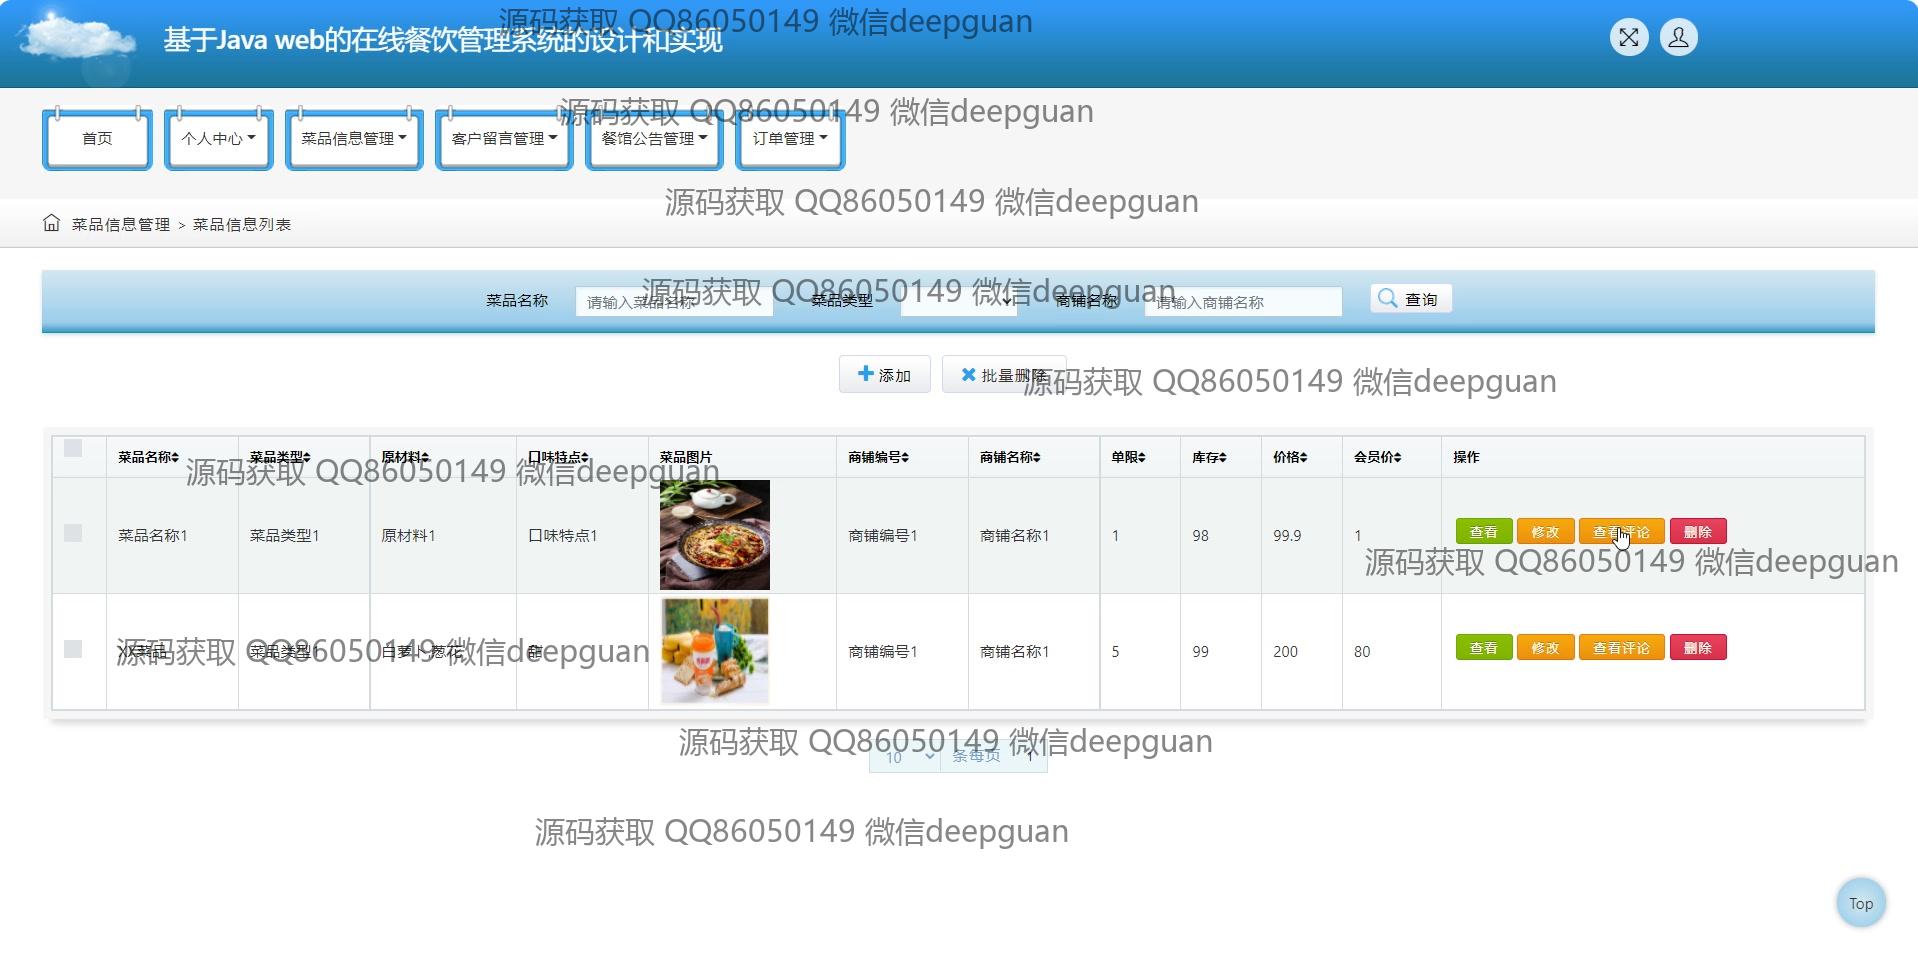 源码获取 QQ86050149 微信deepguan
基于Java web的在线餐饮管理系统的设计和实现
源码获取 QQ86050149 微信deepguan
首页 个人中心 菜品信息管理 客户留言管理 餐馆公告管理 订单管理
源码获取 QQ86050149 微信deepguan
菜品信息管理 > 菜品信息列表
源码获取 QQ86050149 微信deepguan
菜品名称 请输入菜品名称 菜品类型 商铺名称 请输入商铺名称 查询
添加 批量删除
源码获取 QQ86050149 微信deepguan
菜品名称 菜品类型 原材料 口味特点 菜品图片 商铺编号 商铺名称 单限 库存 价格 会员价 操作
源码获取 QQ86050149 微信deepguan
菜品名称1 菜品类型1 原材料1 口味特点1 商铺编号1 商铺名称1 1 98 99.9 1 查看 修改 查看评论 删除
源码获取 QQ86050149 微信deepguan
XX菜品 菜品类型1 白萝卜,葱花 商铺编号1 商铺名称1 5 99 200 80 查看 修改 查看评论 删除
源码获取 QQ86050149 微信deepguan
源码获取 QQ86050149 微信deepguan
10 条每页 1
源码获取 QQ86050149 微信deepguan
Top